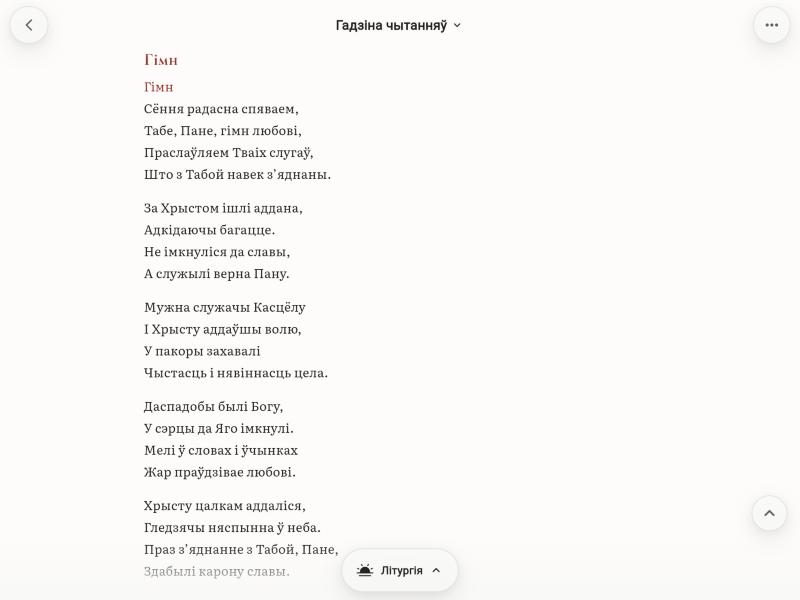 Гадзіна чытанняў
Гімн
Гімн
Сёння радасна спяваем,
Табе, Пане, гімн любові,
Праслаўляем Тваіх слугаў,
Што з Табой навек з’яднаны.
За Хрыстом ішлі аддана,
Адкідаючы багацце.
Не імкнуліся да славы,
А служылі верна Пану.
Мужна служачы Касцёлу
І Хрысту аддаўшы волю,
У пакоры захавалі
Чыстасць і нявіннасць цела.
Даспадобы былі Богу,
У сэрцы да Яго імкнулі.
Мелі ў словах і ўчынках
Жар праўдзівае любові.
Хрысту цалкам аддаліся,
Гледзячы няспынна ў неба.
Праз з’яднанне з Табой, Пане,
Здабылі карону славы.
Літургія